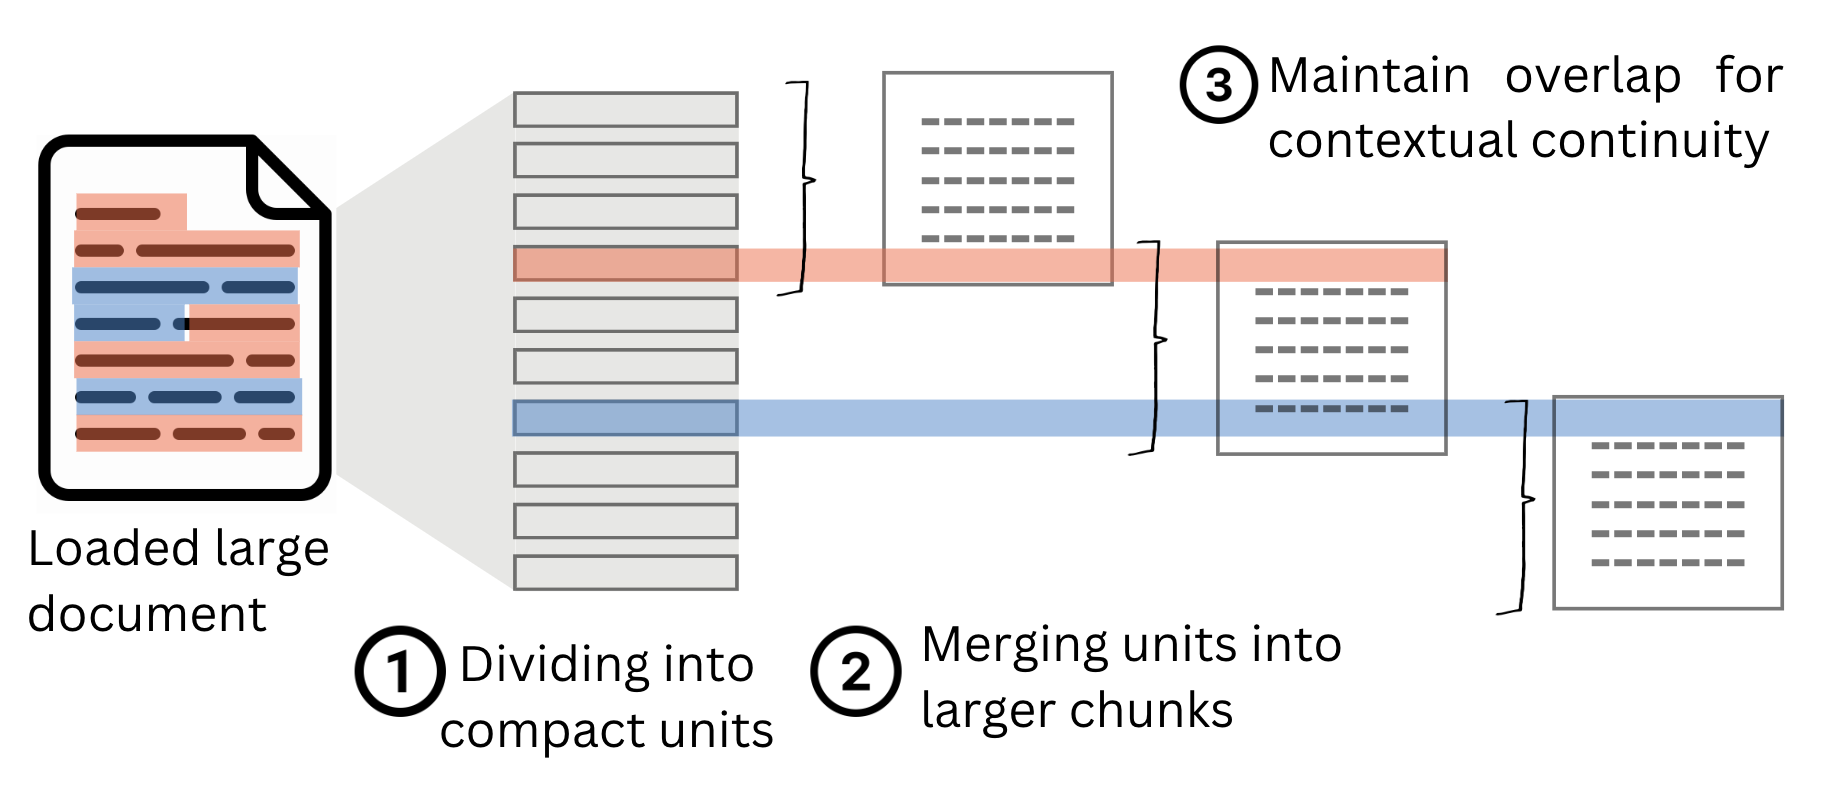 Loaded large
document
1
Dividing into
compact units
2
Merging units into
larger chunks
3
Maintain overlap for
contextual continuity